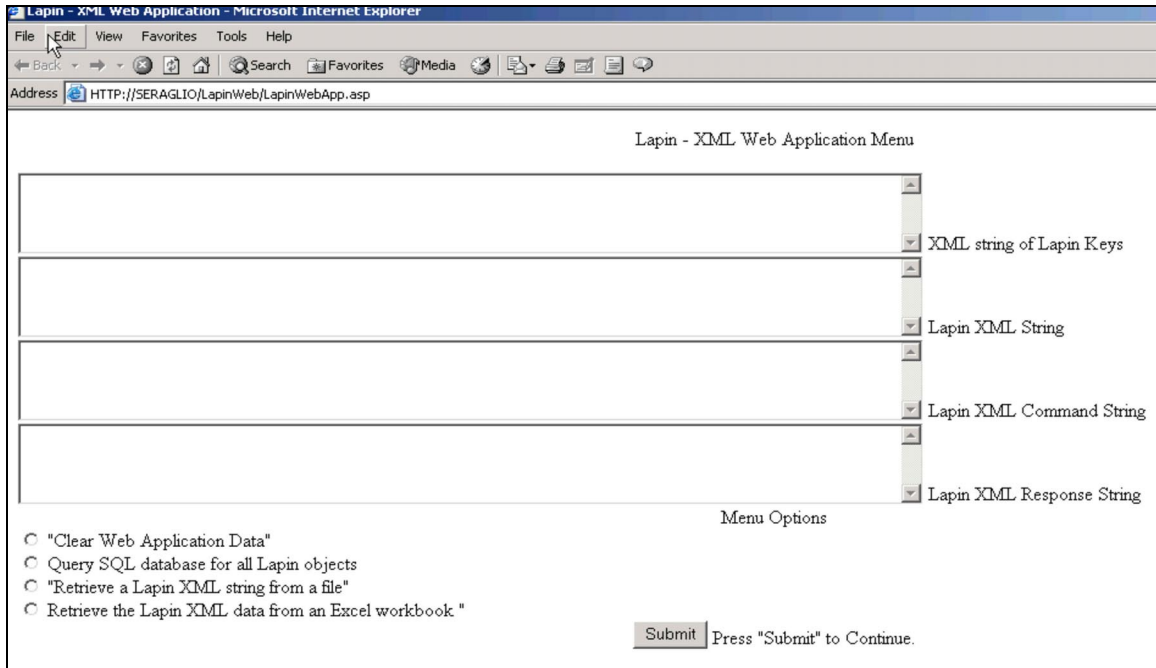 Lapin - XML Web Application - Microsoft Internet Explorer
File Edit View Favorites Tools Help
Back Search Favorites Media
Address HTTP://SERAGLIO/LapinWeb/LapinWebApp.asp
Lapin - XML Web Application Menu
XML string of Lapin Keys
Lapin XML String
Lapin XML Command String
Lapin XML Response String
Menu Options
"Clear Web Application Data"
Query SQL database for all Lapin objects
"Retrieve a Lapin XML string from a file"
Retrieve the Lapin XML data from an Excel workbook "
Submit Press "Submit" to Continue.